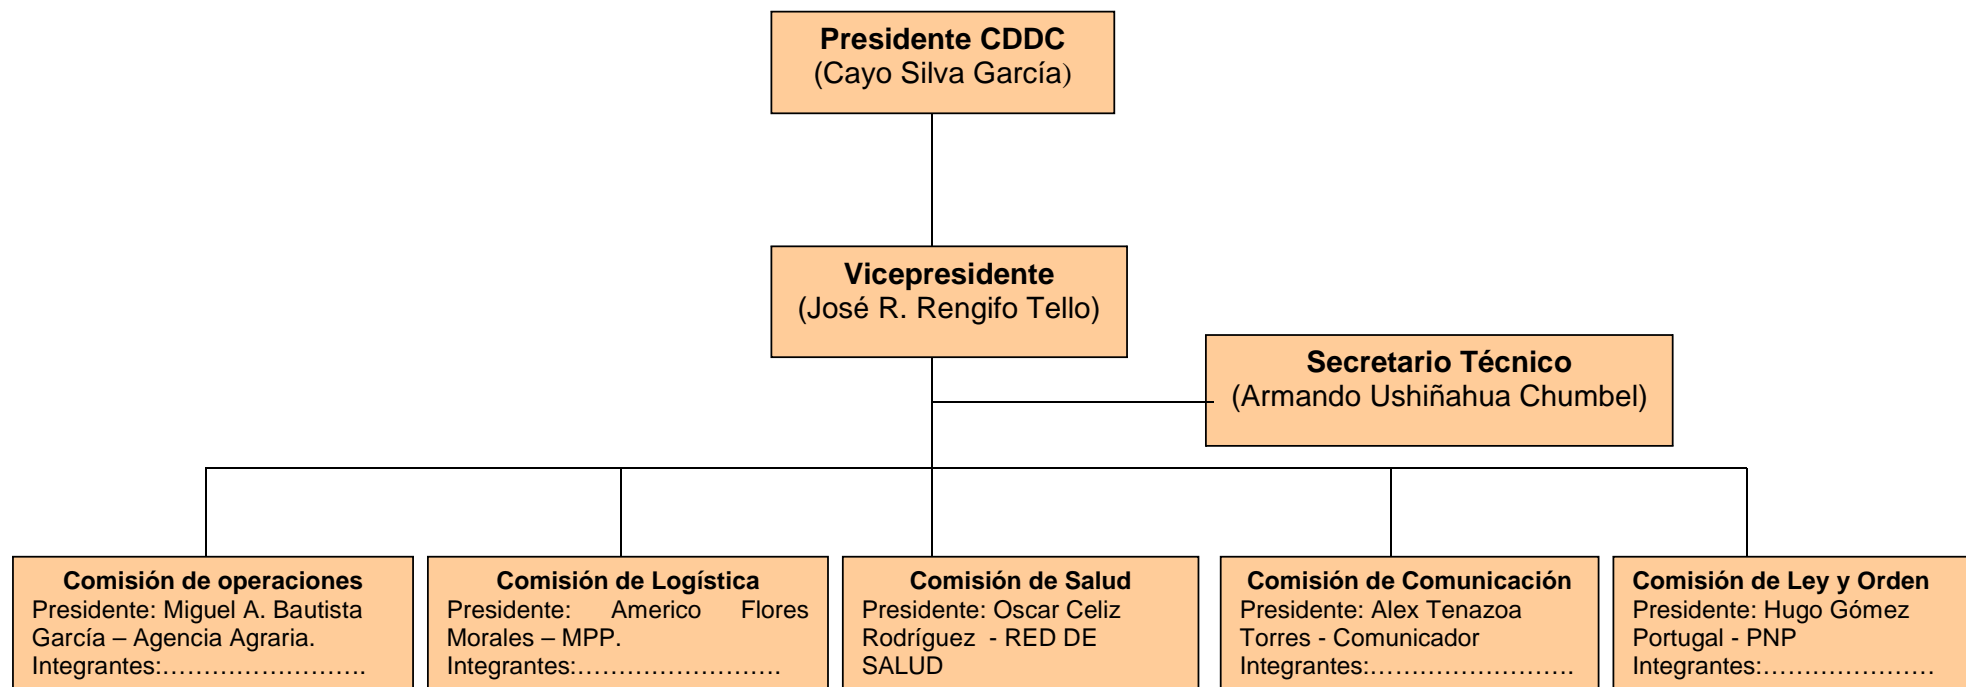 Presidente CDDC
(Cayo Silva García)
Vicepresidente
(José R. Rengifo Tello)
Secretario Técnico
(Armando Ushiñahua Chumbel)
Comisión de operaciones
Presidente: Miguel A. Bautista
García – Agencia Agraria.
Integrantes:…………………….
Comisión de Logística
Presidente: Americo Flores
Morales – MPP.
Integrantes:…………………….
Comisión de Salud
Presidente: Oscar Celiz
Rodríguez - RED DE
SALUD
Comisión de Comunicación
Presidente: Alex Tenazoa
Torres - Comunicador
Integrantes:…………………….
Comisión de Ley y Orden
Presidente: Hugo Gómez
Portugal - PNP
Integrantes:…………………